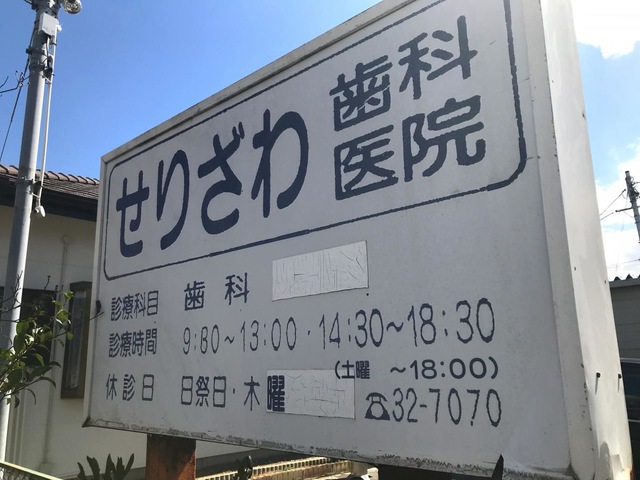 せりざわ歯科医院
診療科目 歯科
診療時間 9:80~13:00・14:30~18:30
(土曜 ~18:00)
休診日 日祭日・木曜
☎32-7070